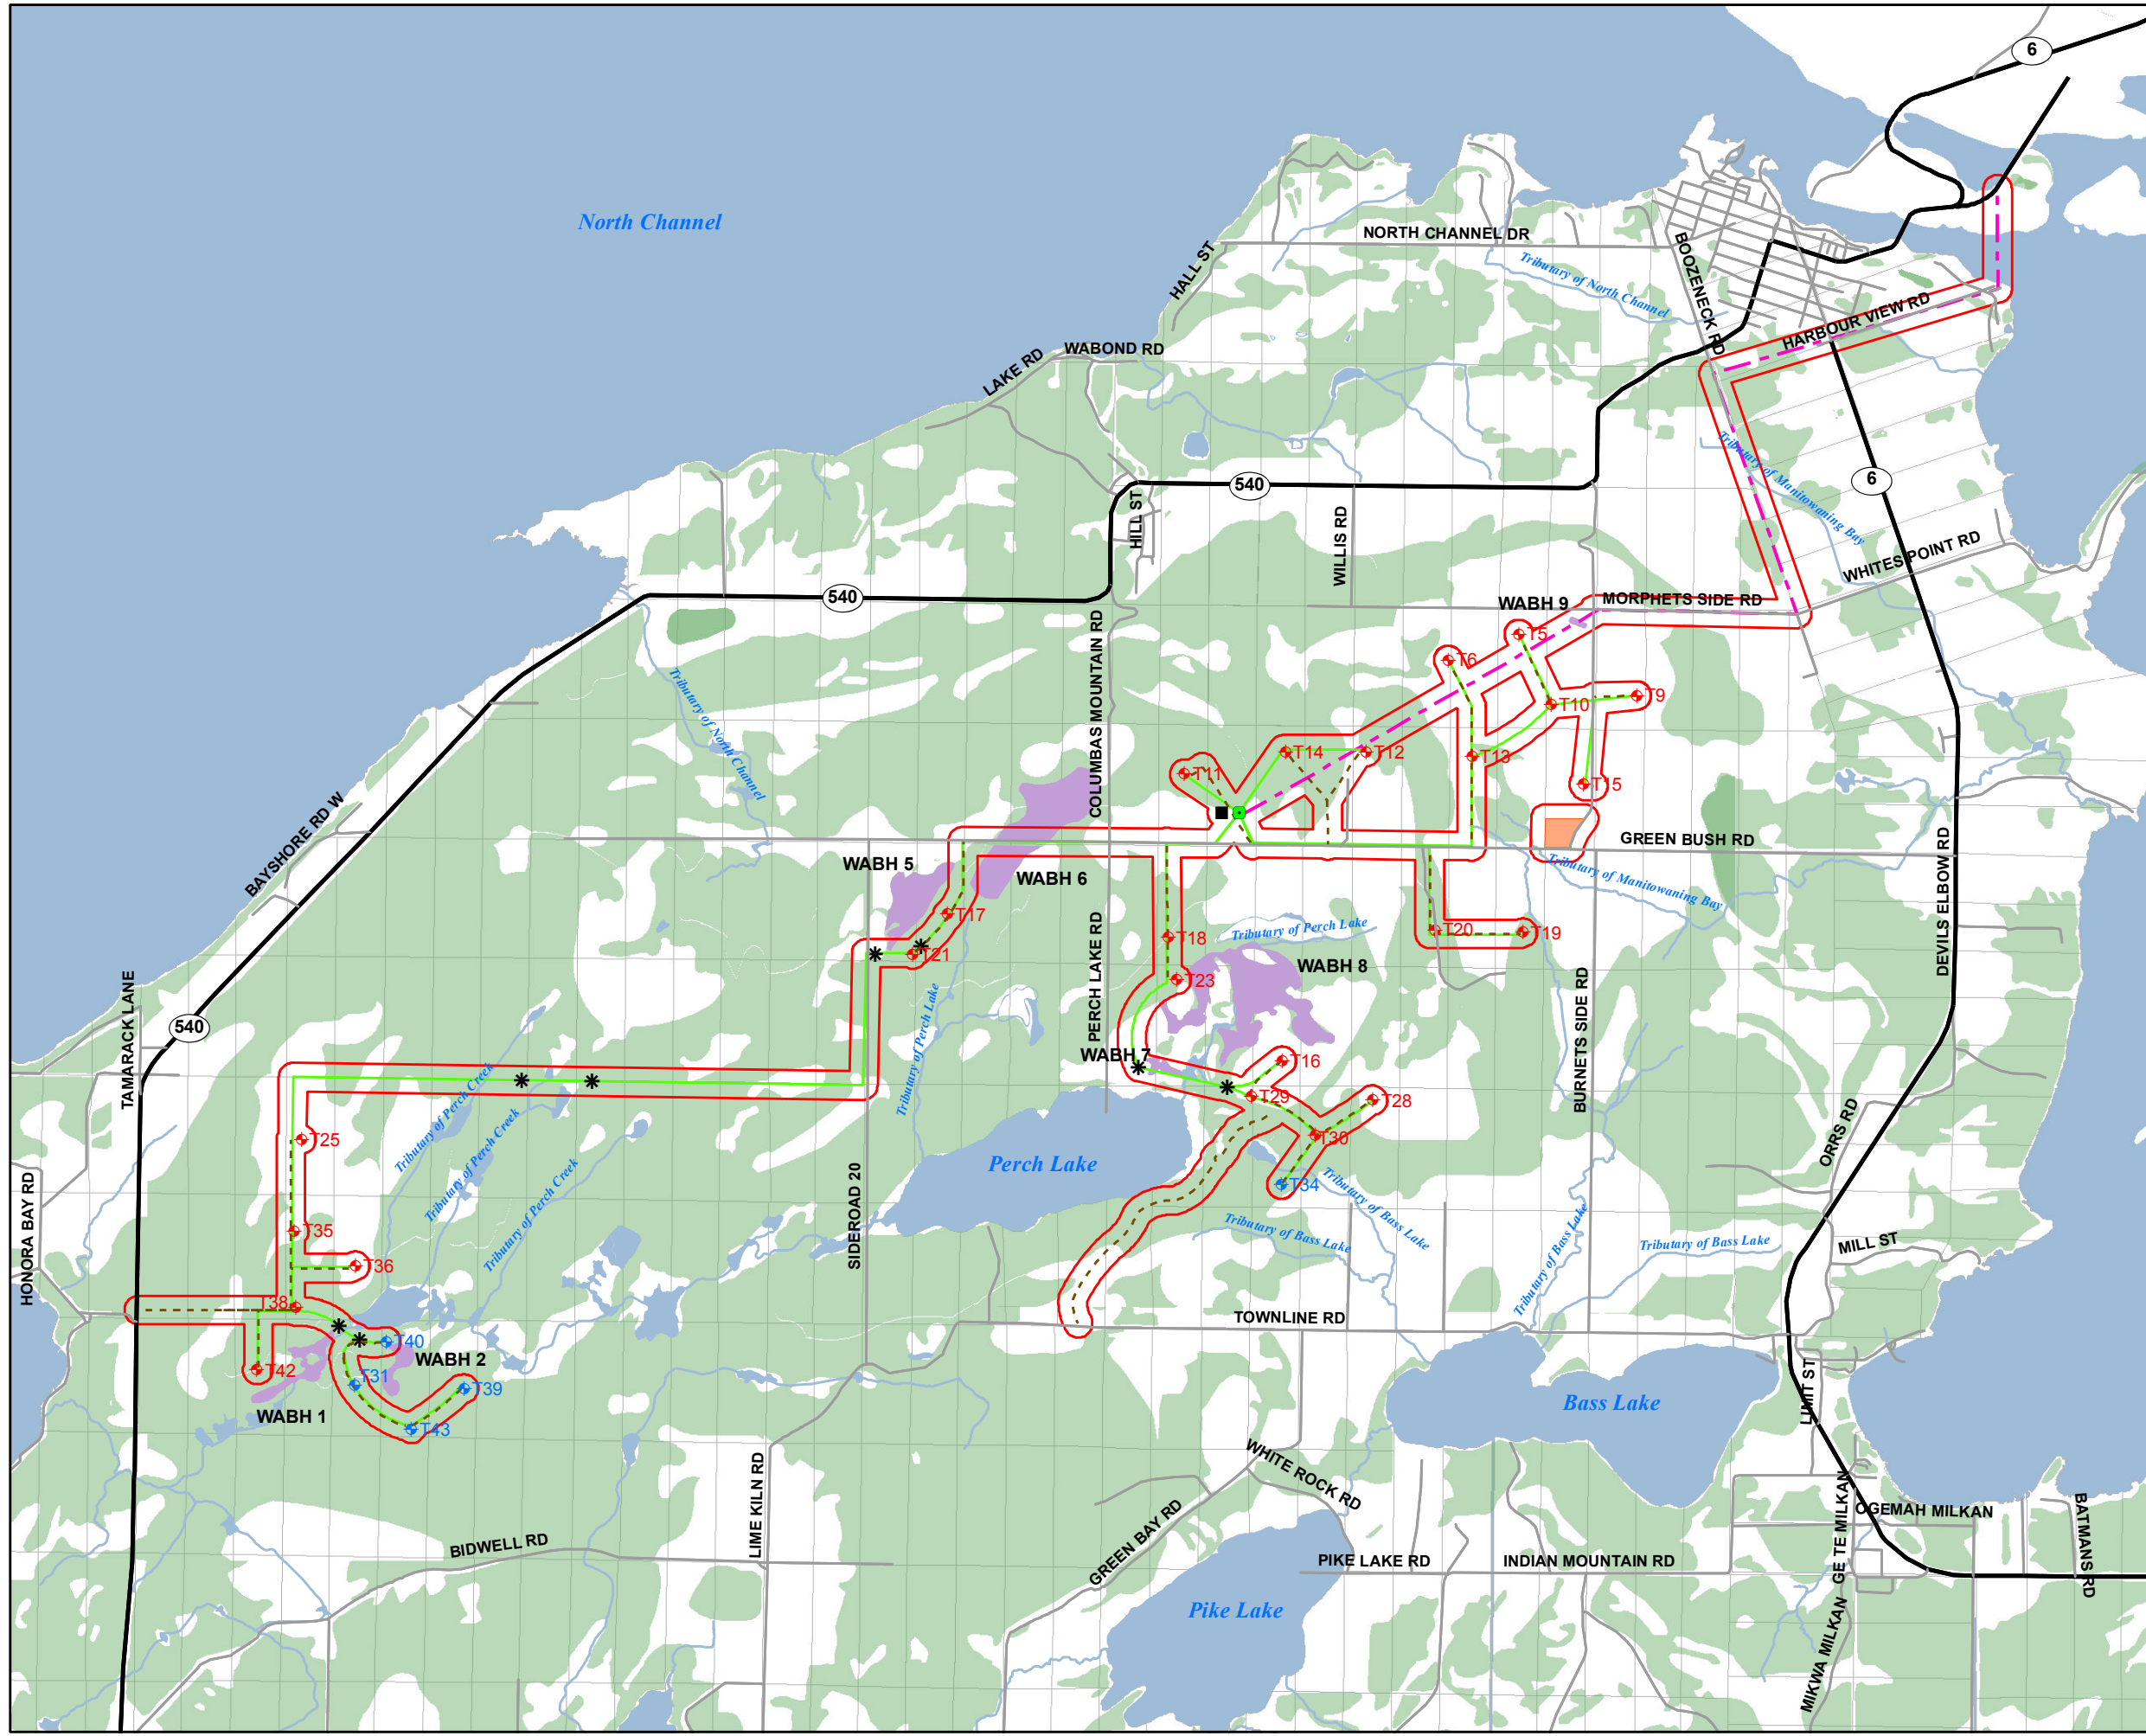 6
North Channel
NORTH CHANNEL DR
BOOZENECK RD
HALL ST
Tributary of North Channel
HARBOUR VIEW RD
WABOND RD
LAKE RD
540
6
Tributary of Manitowaning Bay
HILL ST
WILLIS RD
WHITES POINT RD
540
WABH 9
MORPHETS SIDE RD
COLUMBAS MOUNTAIN RD
T5
T6
Tributary of North Channel
T9
T10
T14
T12
T13
T11
T15
BAYSHORE RD W
GREEN BUSH RD
WABH 5
WABH 6
Tributary of Manitowaning Bay
DEVILS ELBOW RD
T17
T18
Tributary of Perch Lake
T20
T19
PERCH LAKE RD
T21
WABH 8
T23
TAMARACK LANE
540
Tributary of Perch Lake
BURNETS SIDE RD
WABH 7
T16
T29
T28
Tributary of Perch Creek
T25
T30
ORRS RD
Tributary of Perch Creek
Perch Lake
T34
Tributary of Bass Lake
HONORA BAY RD
Tributary of Perch Creek
SIDEROAD 20
T35
Tributary of Bass Lake
Tributary of Bass Lake
Tributary of Bass Lake
MILL ST
T36
T38
TOWNLINE RD
T40
WABH 2
T42
T31
T39
LIMIT ST
Bass Lake
WABH 1
T43
WHITE ROCK RD
LIME KILN RD
GREEN BAY RD
BIDWELL RD
OGEMAH MILKAN
BATMANS RD
GE TE MILKAN
PIKE LAKE RD
INDIAN MOUNTAIN RD
Pike Lake
MIKWA MILKAN